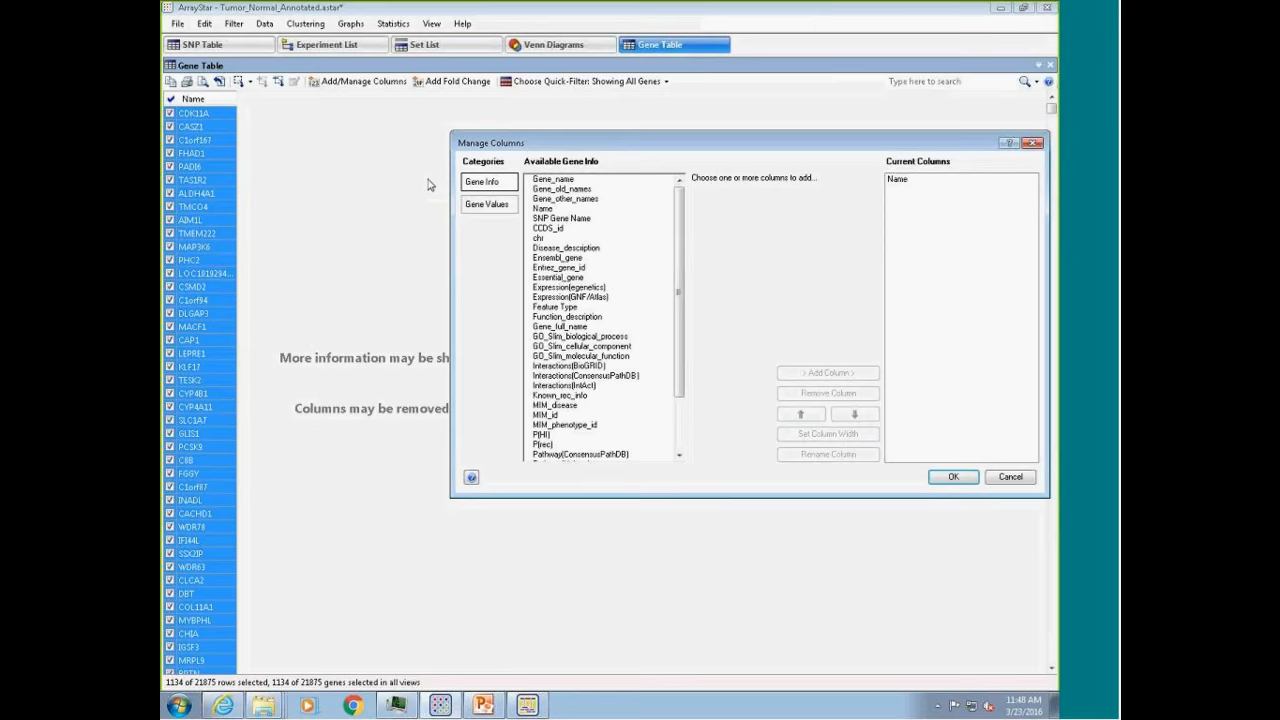 ArrayStar - Tumor_Normal_Annotated.astar*
File Edit Filter Data Clustering Graphs Statistics View Help
SNP Table Experiment List Set List Venn Diagrams Gene Table
Gene Table
Add/Manage Columns Add Fold Change Choose Quick-Filter: Showing All Genes Type here to search
Name
CDK11A
CASZ1
C1orf167
FHAD1
PADI6
TAS1R2
ALDH4A1
TMCO4
AIM1L
TMEM222
MAP3K6
PHC2
LOC1019294...
CSMD2
C1orf94
DLGAP3
MACF1
CAP1
LEPRE1
KLF17
TESK2
CYP4B1
CYP4A11
SLC1A7
GLIS1
PCSK9
C8B
FGGY
C1orf87
INADL
CACHD1
WDR78
IFI44L
SSX2IP
WDR63
CLCA2
DBT
COL11A1
MYBPHL
CHIA
IGSF3
MRPL9
More information may be sh
Columns may be removed
Manage Columns
Categories
Gene Info
Gene Values
Available Gene Info
Gene_name
Gene_old_names
Gene_other_names
Name
SNP Gene Name
CCDS_id
chr
Disease_description
Ensembl_gene
Entrez_gene_id
Essential_gene
Expression(egenetics)
Expression(GNF/Atlas)
Feature Type
Function_description
Gene_full_name
GO_Slim_biological_process
GO_Slim_cellular_component
GO_Slim_molecular_function
Interactions(BioGRID)
Interactions(ConsensusPathDB)
Interactions(IntAct)
Known_rec_info
MIM_disease
MIM_id
MIM_phenotype_id
P(HI)
P(rec)
Pathway(ConsensusPathDB)
Choose one or more columns to add...
> Add Column >
Remove Column
Set Column Width
Rename Column
Current Columns
Name
OK Cancel
1134 of 21875 rows selected, 1134 of 21875 genes selected in all views
11:48 AM
3/23/2016